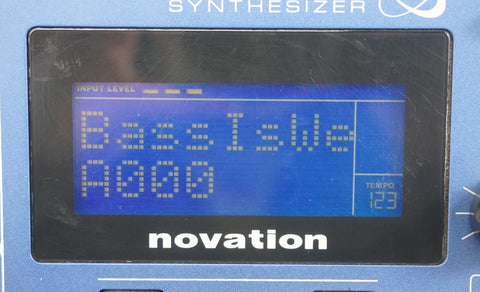 SYNTHESIZER
INPUT LEVEL
BassIsWe
A000
TEMPO
123
novation